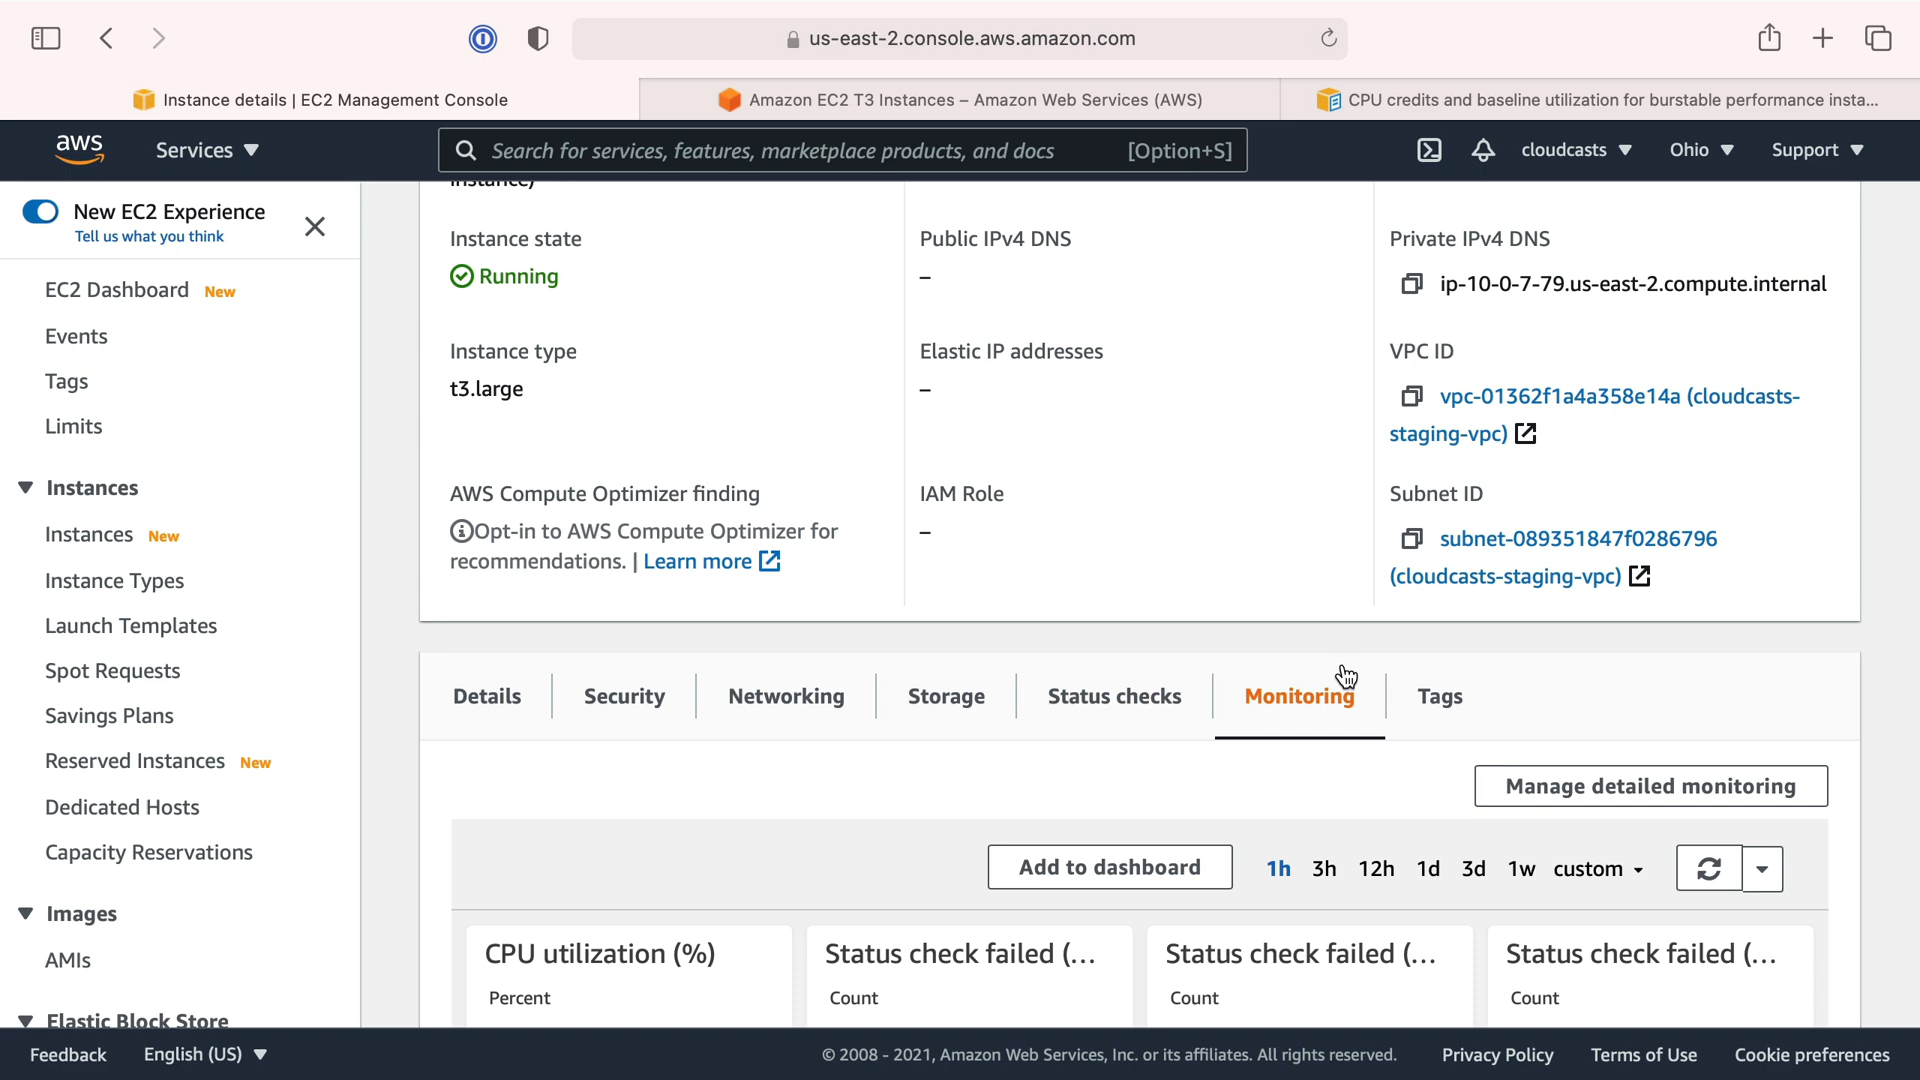 us-east-2.console.aws.amazon.com
Instance details | EC2 Management Console
Amazon EC2 T3 Instances – Amazon Web Services (AWS)
CPU credits and baseline utilization for burstable performance insta...
aws
Services
Search for services, features, marketplace products, and docs
[Option+S]
cloudcasts
Ohio
Support
New EC2 Experience
Tell us what you think
EC2 Dashboard New
Events
Tags
Limits
Instances
Instances New
Instance Types
Launch Templates
Spot Requests
Savings Plans
Reserved Instances New
Dedicated Hosts
Capacity Reservations
Images
AMIs
Elastic Block Store
instance)
Instance state
Running
Public IPv4 DNS
–
Private IPv4 DNS
ip-10-0-7-79.us-east-2.compute.internal
Instance type
t3.large
Elastic IP addresses
–
VPC ID
vpc-01362f1a4a358e14a (cloudcasts-
staging-vpc)
AWS Compute Optimizer finding
Opt-in to AWS Compute Optimizer for
recommendations. | Learn more
IAM Role
–
Subnet ID
subnet-089351847f0286796
(cloudcasts-staging-vpc)
Details
Security
Networking
Storage
Status checks
Monitoring
Tags
Manage detailed monitoring
Add to dashboard
1h 3h 12h 1d 3d 1w custom
CPU utilization (%)
Percent
Status check failed (...
Count
Status check failed (...
Count
Status check failed (...
Count
Feedback
English (US)
© 2008 - 2021, Amazon Web Services, Inc. or its affiliates. All rights reserved.
Privacy Policy
Terms of Use
Cookie preferences